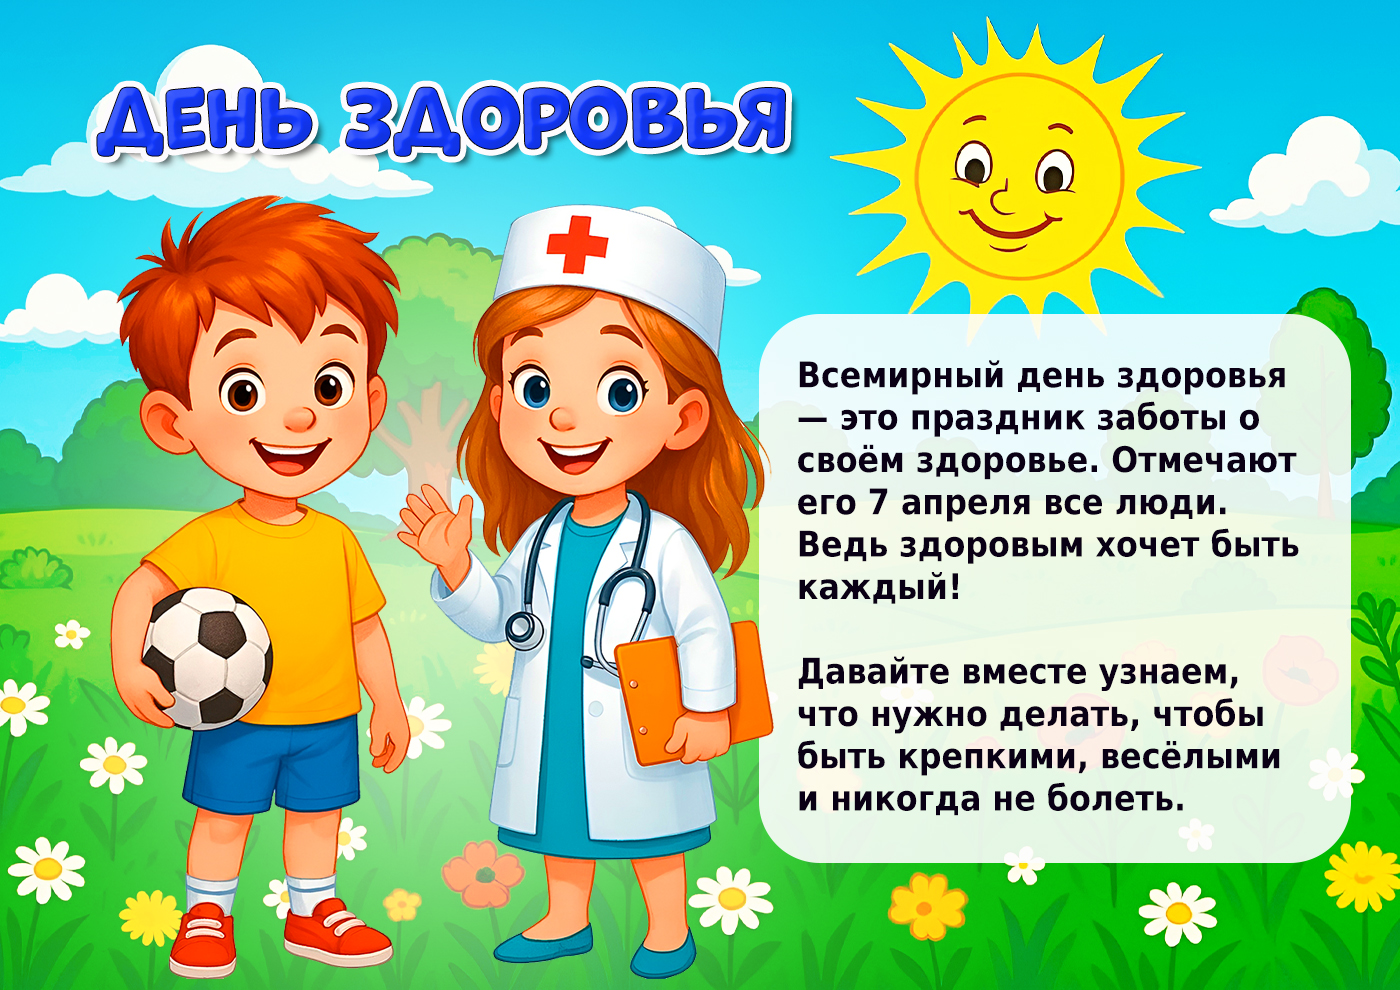 ДЕНЬ ЗДОРОВЬЯ
Всемирный день здоровья
— это праздник заботы о
своём здоровье. Отмечают
его 7 апреля все люди.
Ведь здоровым хочет быть
каждый!
Давайте вместе узнаем,
что нужно делать, чтобы
быть крепкими, весёлыми
и никогда не болеть.